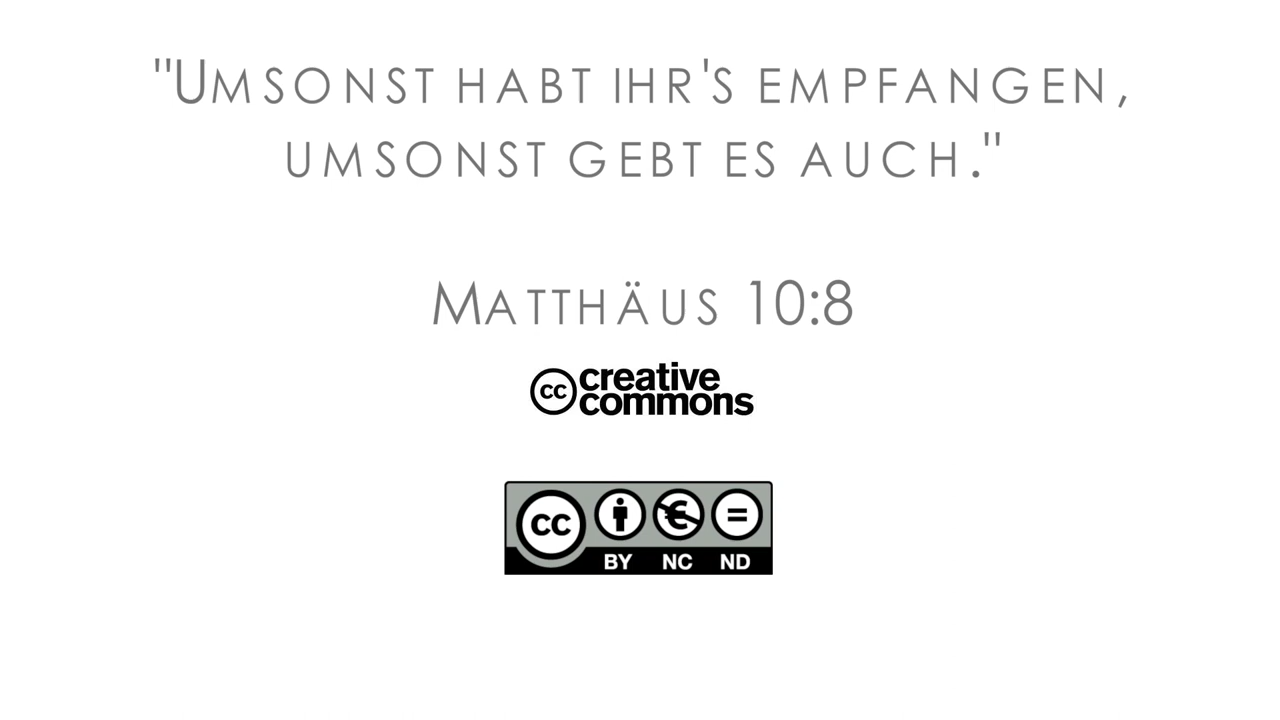 "UMSONST HABT IHR'S EMPFANGEN,
UMSONST GEBT ES AUCH."
MATTHÄUS 10:8
cc creative
commons
cc
BY NC ND